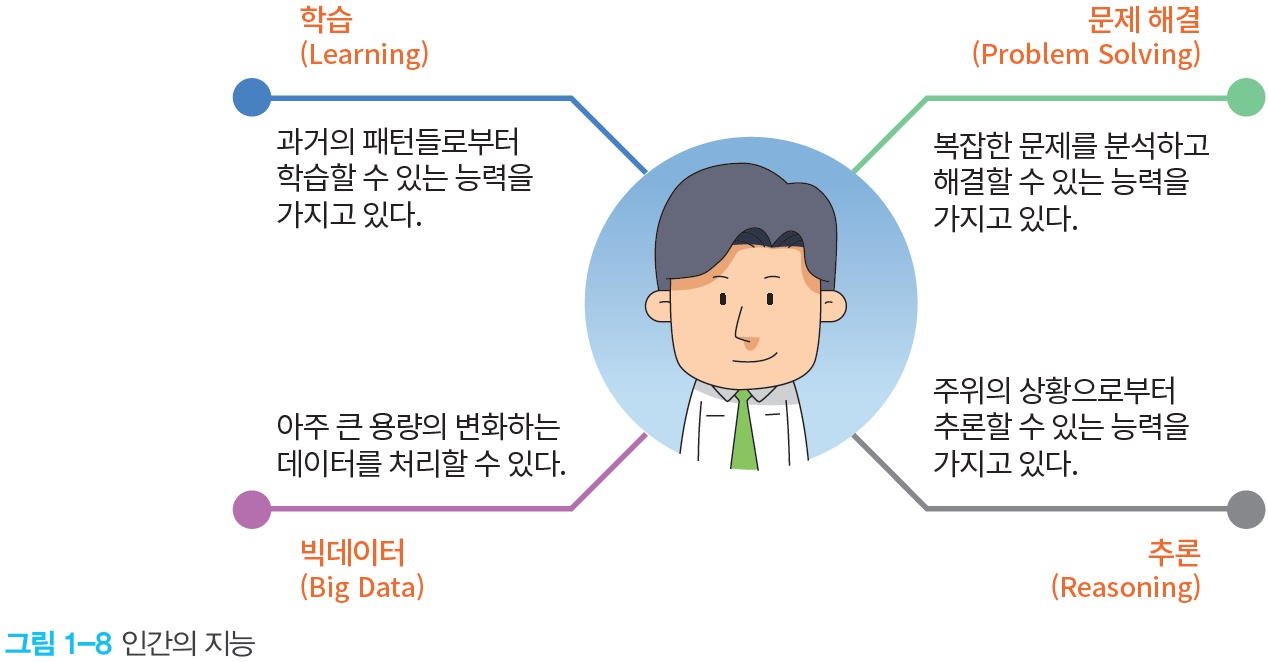 학습
(Learning)
과거의 패턴들로부터
학습할 수 있는 능력을
가지고 있다.
문제 해결
(Problem Solving)
복잡한 문제를 분석하고
해결할 수 있는 능력을
가지고 있다.
아주 큰 용량의 변화하는
데이터를 처리할 수 있다.
빅데이터
(Big Data)
주위의 상황으로부터
추론할 수 있는 능력을
가지고 있다.
추론
(Reasoning)
그림 1–8 인간의 지능